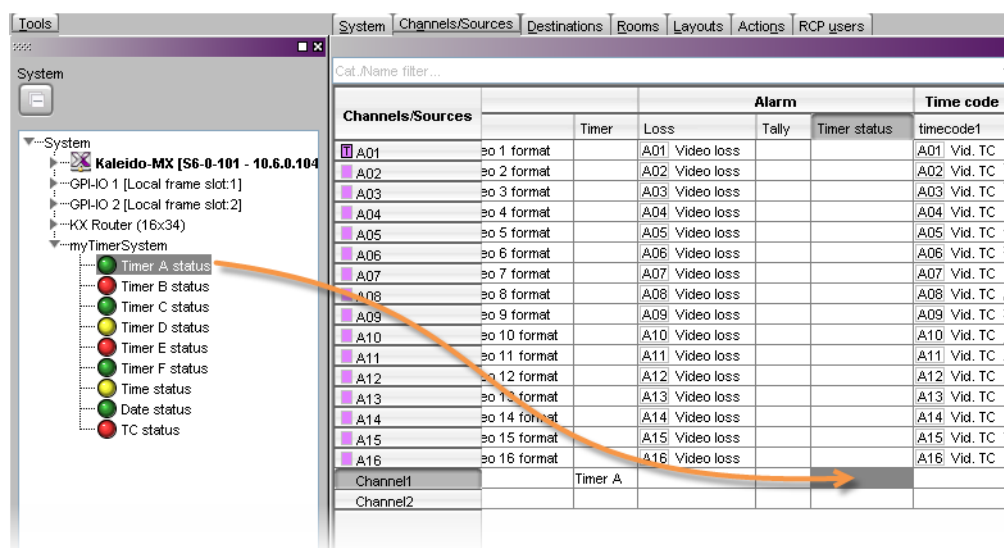 Tools
System
System
Kaleido-MX [S6-0-101 - 10.6.0.104
GPI-IO 1 [Local frame slot:1]
GPI-IO 2 [Local frame slot:2]
KX Router (16x34)
myTimerSystem
Timer A status
Timer B status
Timer C status
Timer D status
Timer E status
Timer F status
Time status
Date status
TC status
System Channels/Sources Destinations Rooms Layouts Actions RCP users
Cat./Name filter...
Channels/Sources Alarm Time code
Timer Loss Tally Timer status timecode1
T A01 eo 1 format A01 Video loss A01 Vid. TC
A02 eo 2 format A02 Video loss A02 Vid. TC
A03 eo 3 format A03 Video loss A03 Vid. TC
A04 eo 4 format A04 Video loss A04 Vid. TC
A05 eo 5 format A05 Video loss A05 Vid. TC
A06 eo 6 format A06 Video loss A06 Vid. TC
A07 eo 7 format A07 Video loss A07 Vid. TC
A08 eo 8 format A08 Video loss A08 Vid. TC
A09 eo 9 format A09 Video loss A09 Vid. TC
A10 eo 10 format A10 Video loss A10 Vid. TC
A11 eo 11 format A11 Video loss A11 Vid. TC
A12 eo 12 format A12 Video loss A12 Vid. TC
A13 eo 13 format A13 Video loss A13 Vid. TC
A14 eo 14 format A14 Video loss A14 Vid. TC
A15 eo 15 format A15 Video loss A15 Vid. TC
A16 eo 16 format A16 Video loss A16 Vid. TC
Channel1 Timer A
Channel2